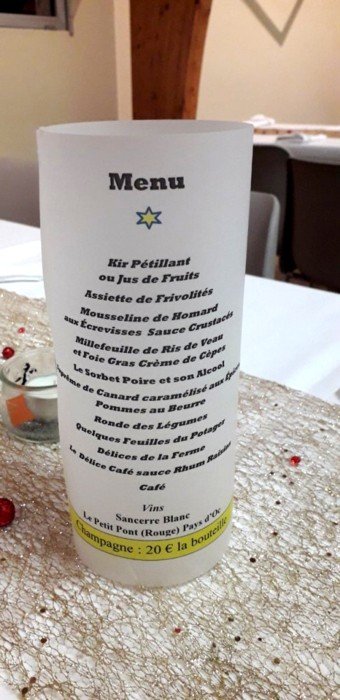 Menu
Kir Pétillant
ou Jus de Fruits
Assiette de Frivolités
Mousseline de Homard
aux Écrevisses Sauce Crustacés
Millefeuille de Ris de Veau
et Foie Gras Crème de Cèpes
Le Sorbet Poire et son Alcool
Suprême de Canard caramélisé aux Épices
Pommes au Beurre
Ronde des Légumes
Quelques Feuilles du Potager
Délices de la Ferme
Le Délice Café sauce Rhum Raisins
Café
Vins
Sancerre Blanc
Le Petit Pont (Rouge) Pays d'Oc
Champagne : 20 € la bouteille